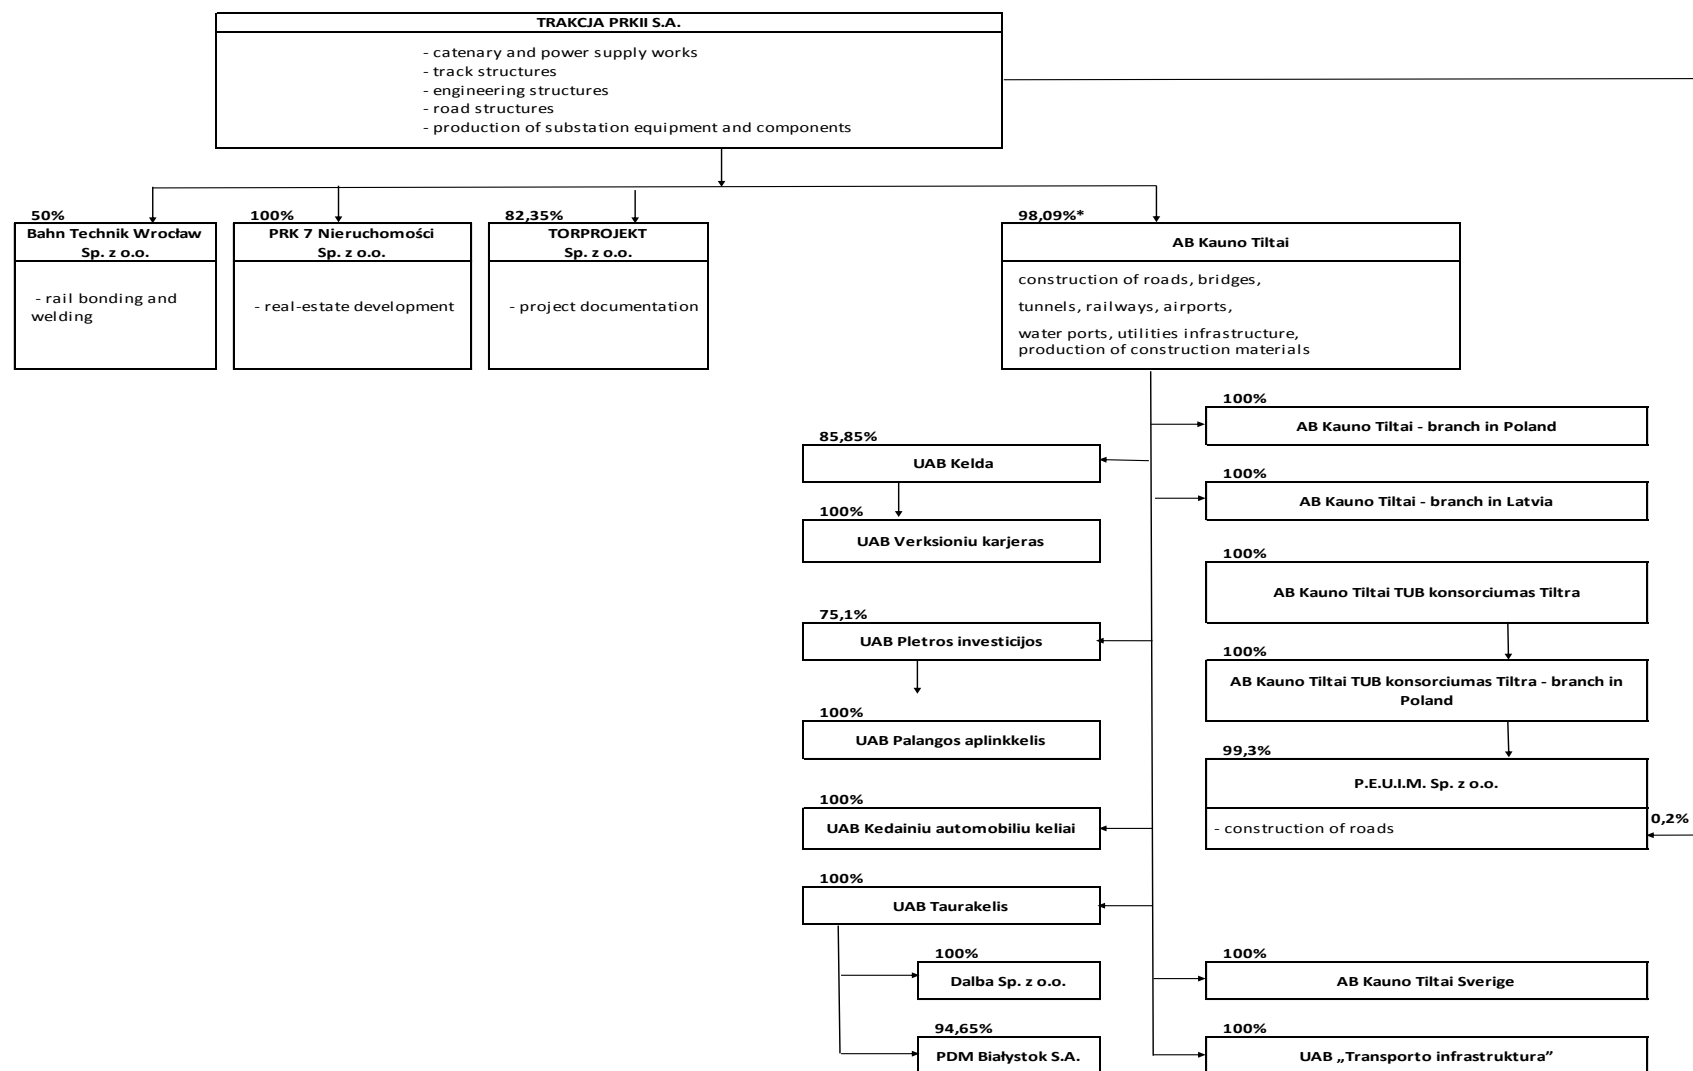 TRAKCJA PRKII S.A.
- catenary and power supply works
- track structures
- engineering structures
- road structures
- production of substation equipment and components
50%
Bahn Technik Wrocław
Sp. z o.o.
- rail bonding and
welding
100%
PRK 7 Nieruchomości
Sp. z o.o.
- real-estate development
82,35%
TORPROJEKT
Sp. z o.o.
- project documentation
98,09%*
AB Kauno Tiltai
construction of roads, bridges,
tunnels, railways, airports,
water ports, utilities infrastructure,
production of construction materials
85,85%
UAB Kelda
100%
UAB Verksioniu karjeras
75,1%
UAB Pletros investicijos
100%
UAB Palangos aplinkkelis
100%
UAB Kedainiu automobiliu keliai
100%
UAB Taurakelis
100%
Dalba Sp. z o.o.
94,65%
PDM Białystok S.A.
100%
AB Kauno Tiltai - branch in Poland
100%
AB Kauno Tiltai - branch in Latvia
100%
AB Kauno Tiltai TUB konsorciumas Tiltra
100%
AB Kauno Tiltai TUB konsorciumas Tiltra - branch in
Poland
99,3%
P.E.U.I.M. Sp. z o.o.
- construction of roads
0,2%
100%
AB Kauno Tiltai Sverige
100%
UAB „Transporto infrastruktura”